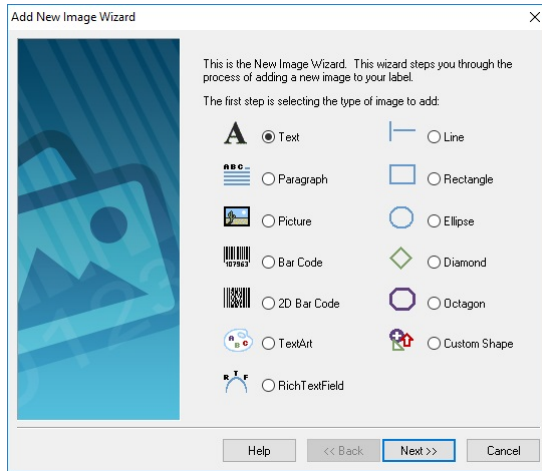 Add New Image Wizard
This is the New Image Wizard. This wizard steps you through the
process of adding a new image to your label.
The first step is selecting the type of image to add:
A Text
Line
ABC Paragraph
Rectangle
Picture
Ellipse
107963 Bar Code
Diamond
2D Bar Code
Octagon
A B C TextArt
Custom Shape
R T F RichTextField
Help << Back Next >> Cancel